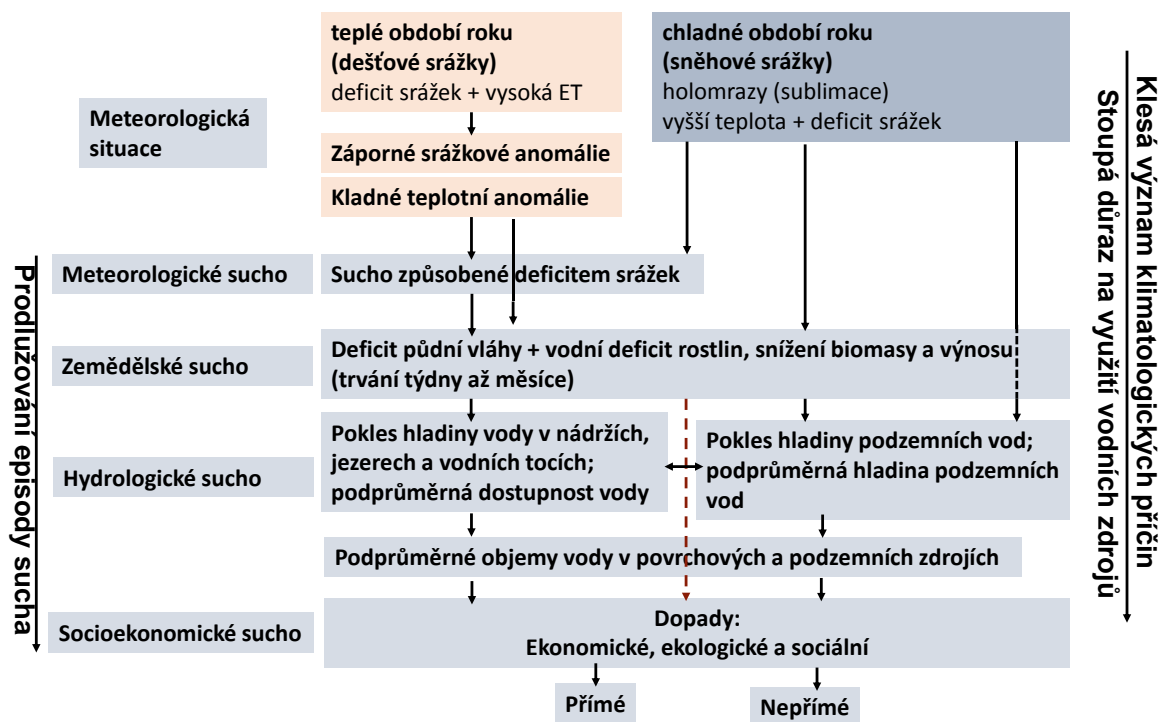 teplé období roku
(dešťové srážky)
deficit srážek + vysoká ET
chladné období roku
(sněhové srážky)
holomrazy (sublimace)
vyšší teplota + deficit srážek
Meteorologická
situace
Záporné srážkové anomálie
Kladné teplotní anomálie
Meteorologické sucho
Sucho způsobené deficitem srážek
Zemědělské sucho
Deficit půdní vláhy + vodní deficit rostlin, snížení biomasy a výnosu
(trvání týdny až měsíce)
Hydrologické sucho
Pokles hladiny vody v nádržích,
jezerech a vodních tocích;
podprůměrná dostupnost vody
Pokles hladiny podzemních vod;
podprůměrná hladina podzemních
vod
Podprůměrné objemy vody v povrchových a podzemních zdrojích
Socioekonomické sucho
Dopady:
Ekonomické, ekologické a sociální
Přímé
Nepřímé
Prodlužování episody sucha
Klesá význam klimatologických příčin
Stoupá důraz na využití vodních zdrojů